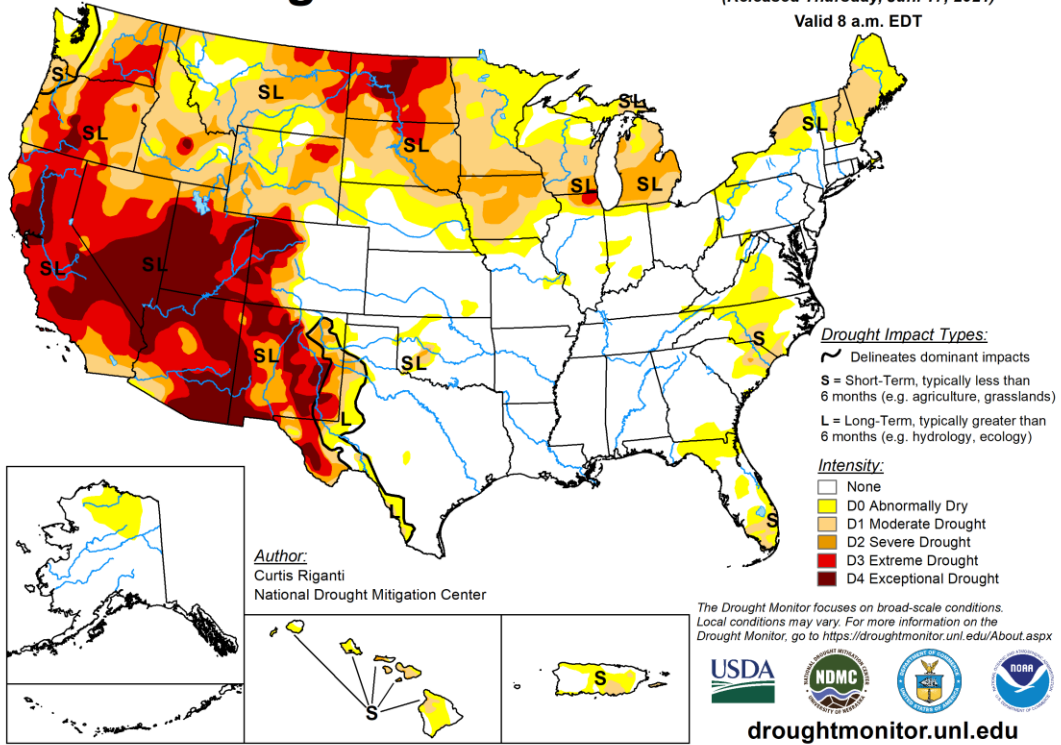 Valid 8 a.m. EDT
S
SL
SL
SL
SL
SL
SL
SL
SL
SL
SL
SL
L
L
S
S
Drought Impact Types:
Delineates dominant impacts
S = Short-Term, typically less than
6 months (e.g. agriculture, grasslands)
L = Long-Term, typically greater than
6 months (e.g. hydrology, ecology)
Intensity:
None
D0 Abnormally Dry
D1 Moderate Drought
D2 Severe Drought
D3 Extreme Drought
D4 Exceptional Drought
Author:
Curtis Riganti
National Drought Mitigation Center
S
S
The Drought Monitor focuses on broad-scale conditions.
Local conditions may vary. For more information on the
Drought Monitor, go to https://droughtmonitor.unl.edu/About.aspx
USDA
NDMC
NOAA
droughtmonitor.unl.edu